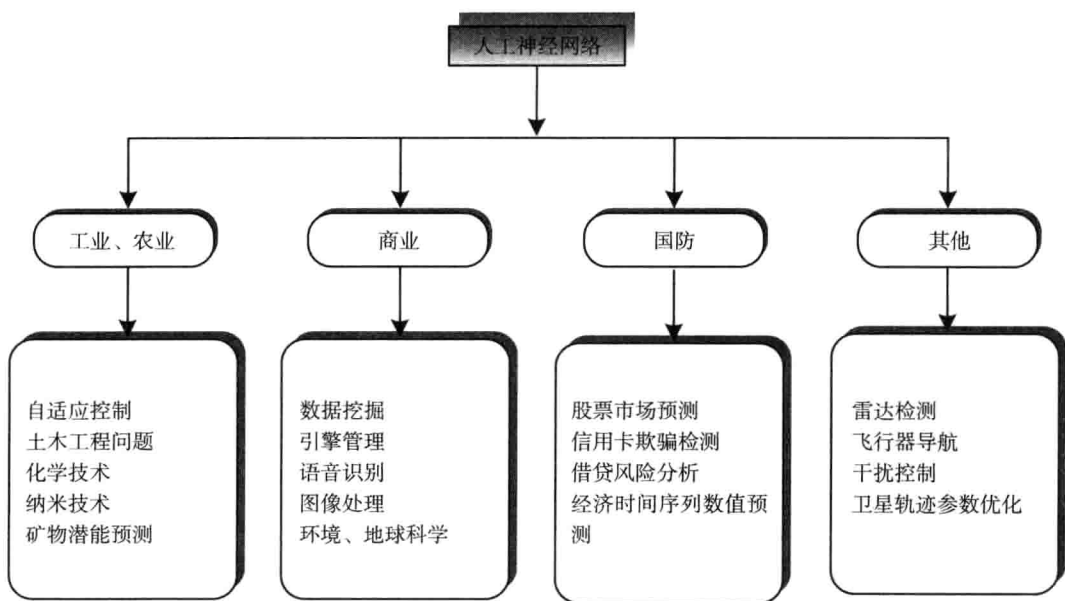 人工神经网络
工业、农业
商业
国防
其他
自适应控制
土木工程问题
化学技术
纳米技术
矿物潜能预测
数据挖掘
引擎管理
语音识别
图像处理
环境、地球科学
股票市场预测
信用卡欺骗检测
借贷风险分析
经济时间序列数值预
测
雷达检测
飞行器导航
干扰控制
卫星轨迹参数优化